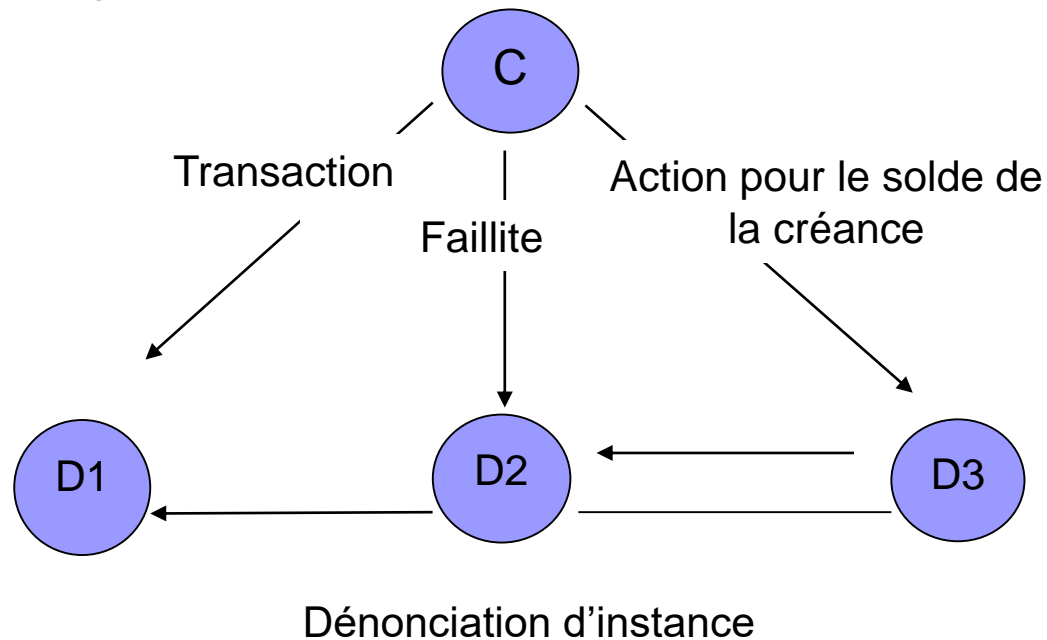 C
Transaction
Faillite
Action pour le solde de
la créance
D1
D2
D3
Dénonciation d'instance